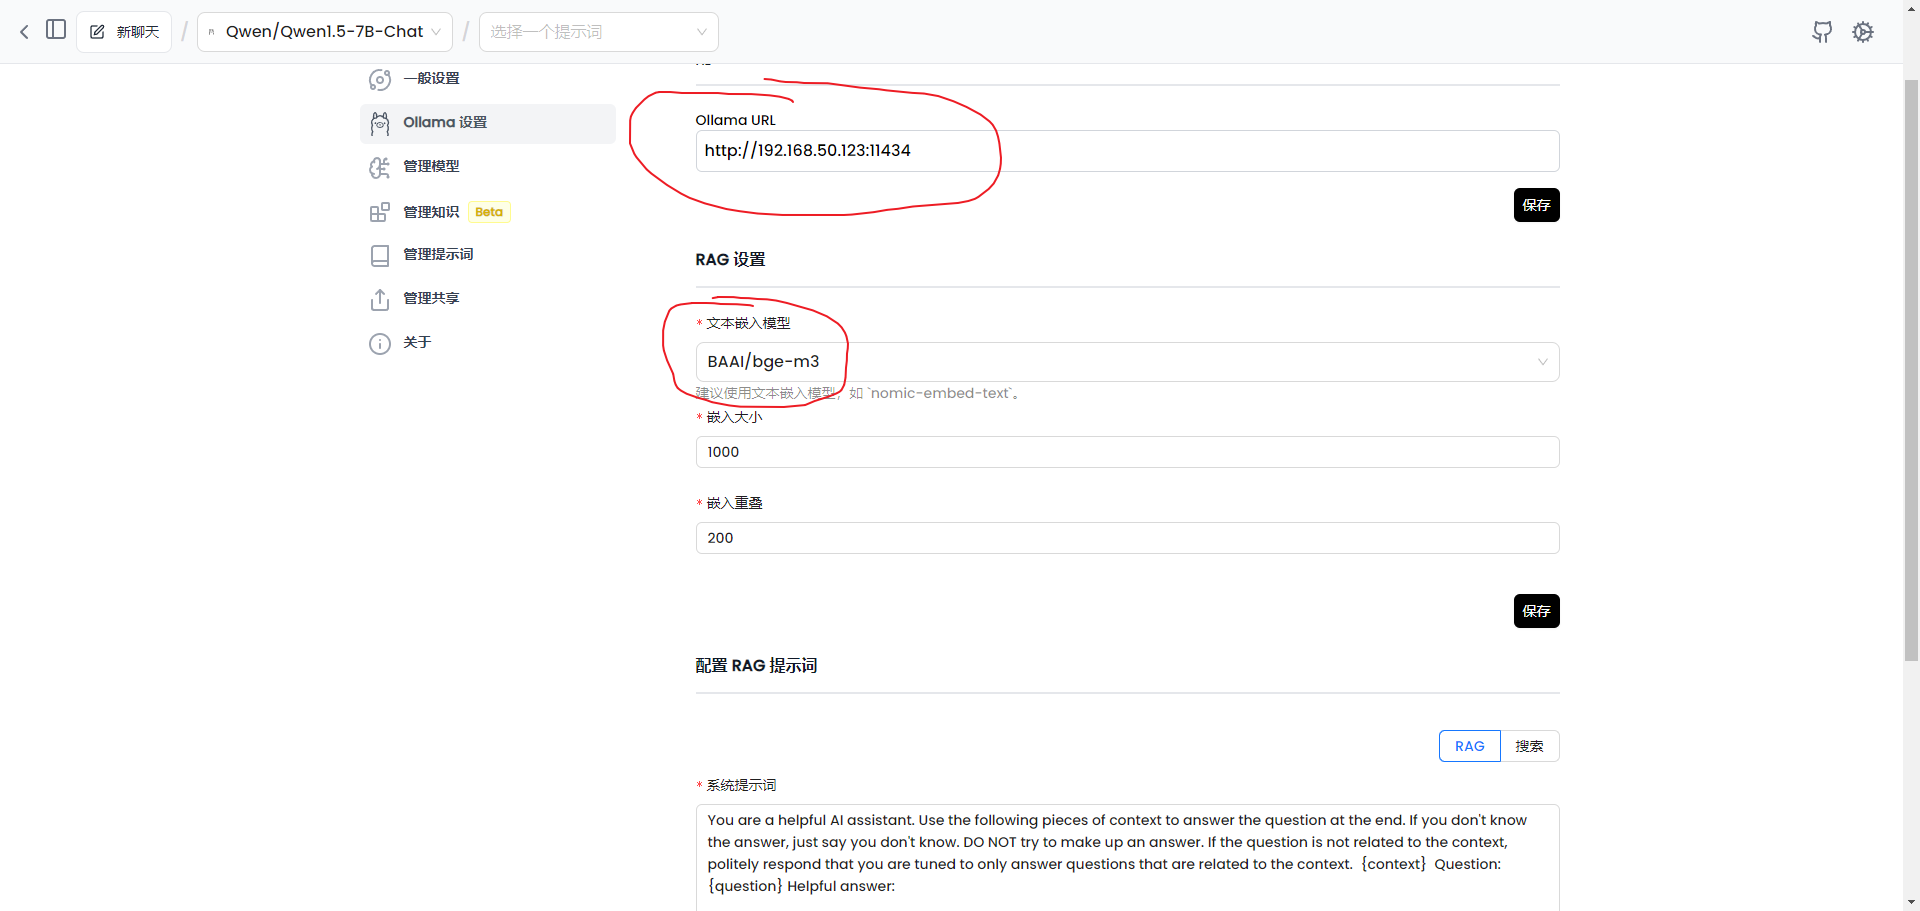 新聊天
/
Qwen/Qwen1.5-7B-Chat
/
选择一个提示词
一般设置
Ollama 设置
管理模型
管理知识 Beta
管理提示词
管理共享
关于
Ollama URL
http://192.168.50.123:11434
保存
RAG 设置
* 文本嵌入模型
BAAI/bge-m3
建议使用文本嵌入模型，如 `nomic-embed-text`。
* 嵌入大小
1000
* 嵌入重叠
200
保存
配置 RAG 提示词
RAG 搜索
* 系统提示词
You are a helpful AI assistant. Use the following pieces of context to answer the question at the end. If you don't know
the answer, just say you don't know. DO NOT try to make up an answer. If the question is not related to the context,
politely respond that you are tuned to only answer questions that are related to the context. {context} Question:
{question} Helpful answer: